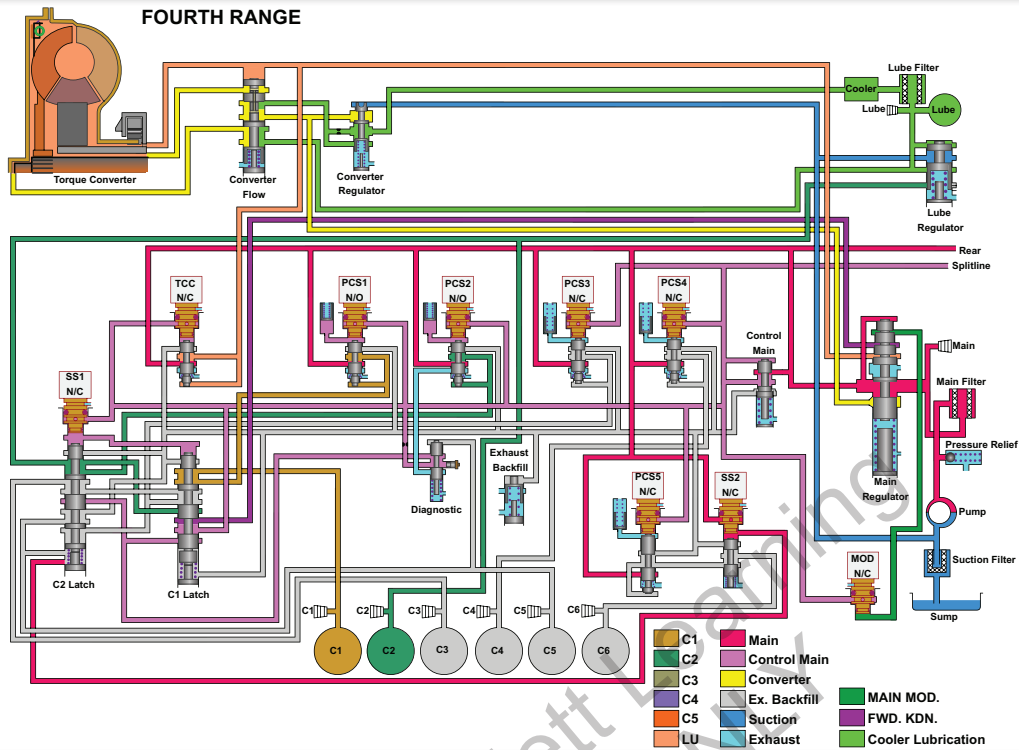 FOURTH RANGE
Lube Filter
Cooler
Lube
Lube
Torque Converter
Converter
Flow
Converter
Regulator
Lube
Regulator
Rear
Splitline
TCC
N/C
PCS1
N/O
PCS2
N/O
PCS3
N/C
PCS4
N/C
Control
Main
Main
SS1
N/C
Main Filter
Exhaust
Backfill
Pressure Relief
PCS5
N/C
SS2
N/C
Main
Regulator
Diagnostic
Pump
MOD
N/C
Suction Filter
C2 Latch
C1 Latch
Sump
C1
C2
C3
C4
C5
C6
C1
C2
C3
C4
C5
C6
C1
C2
C3
C4
C5
LU
Main
Control Main
Converter
Ex. Backfill
Suction
Exhaust
MAIN MOD.
FWD. KDN.
Cooler Lubrication
ett Learning
ONLY